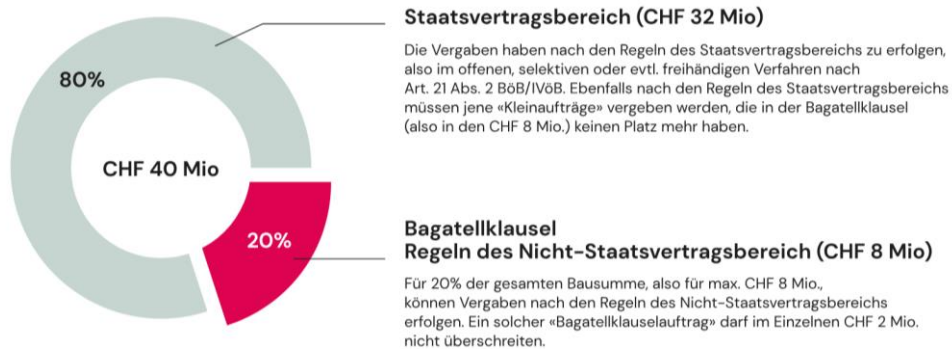 80%
CHF 40 Mio
20%
Staatsvertragsbereich (CHF 32 Mio)
Die Vergaben haben nach den Regeln des Staatsvertragsbereichs zu erfolgen,
also im offenen, selektiven oder evtl. freihändigen Verfahren nach
Art. 21 Abs. 2 BöB/IVöB. Ebenfalls nach den Regeln des Staatsvertragsbereichs
müssen jene «Kleinaufträge» vergeben werden, die in der Bagatellklausel
(also in den CHF 8 Mio.) keinen Platz mehr haben.
Bagatellklausel
Regeln des Nicht-Staatsvertragsbereich (CHF 8 Mio)
Für 20% der gesamten Bausumme, also für max. CHF 8 Mio.,
können Vergaben nach den Regeln des Nicht-Staatsvertragsbereichs
erfolgen. Ein solcher «Bagatellklauselauftrag» darf im Einzelnen CHF 2 Mio.
nicht überschreiten.